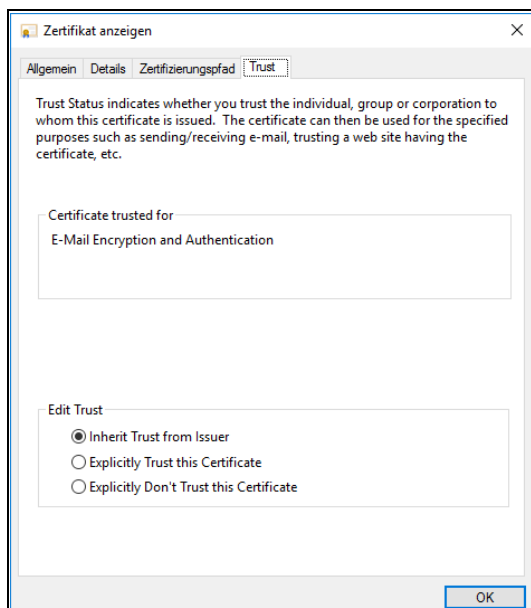 Zertifikat anzeigen
Allgemein Details Zertifizierungspfad Trust
Trust Status indicates whether you trust the individual, group or corporation to
whom this certificate is issued. The certificate can then be used for the specified
purposes such as sending/receiving e-mail, trusting a web site having the
certificate, etc.
Certificate trusted for
E-Mail Encryption and Authentication
Edit Trust
Inherit Trust from Issuer
Explicitly Trust this Certificate
Explicitly Don't Trust this Certificate
OK